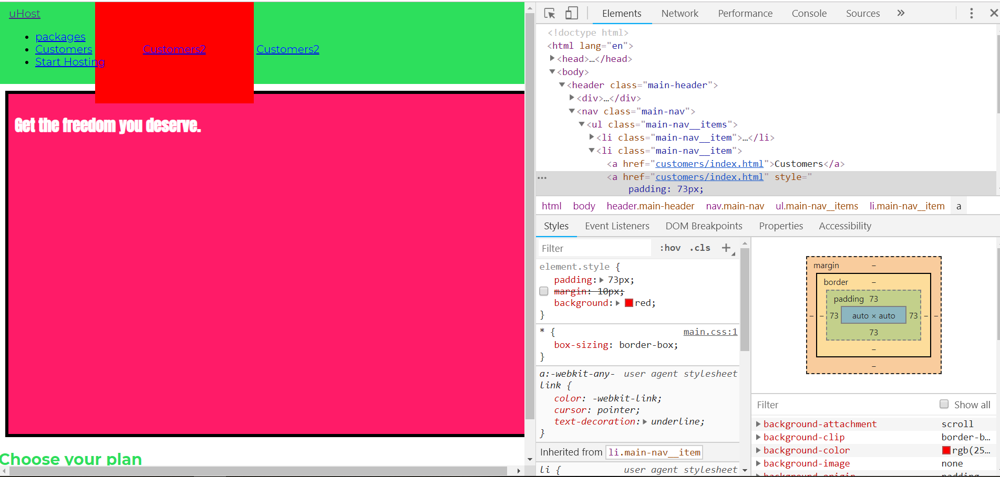 uHost
packages
Customers Customers2 Customers2
Start Hosting
Get the freedom you deserve.
Choose your plan
Elements Network Performance Console Sources »
<!doctype html>
<html lang="en">
<head>…</head>
<body>
<header class="main-header">
<div>…</div>
<nav class="main-nav">
<ul class="main-nav__items">
<li class="main-nav__item">…</li>
<li class="main-nav__item">
<a href="customers/index.html">Customers</a>
<a href="customers/index.html" style="
padding: 73px;
html body header.main-header nav.main-nav ul.main-nav__items li.main-nav__item a
Styles Event Listeners DOM Breakpoints Properties Accessibility
Filter :hov .cls +
element.style {
padding: 73px;
margin: 10px;
background: red;
}
* { main.css:1
box-sizing: border-box;
}
a:-webkit-any- user agent stylesheet
link {
color: -webkit-link;
cursor: pointer;
text-decoration: underline;
}
Inherited from li.main-nav__item
li { user agent stylesheet
margin –
border –
padding 73
– – 73 auto × auto 73 – –
73
–
–
Filter Show all
background-attachment scroll
background-clip border-b…
background-color rgb(25…
background-image none
background-origin padding